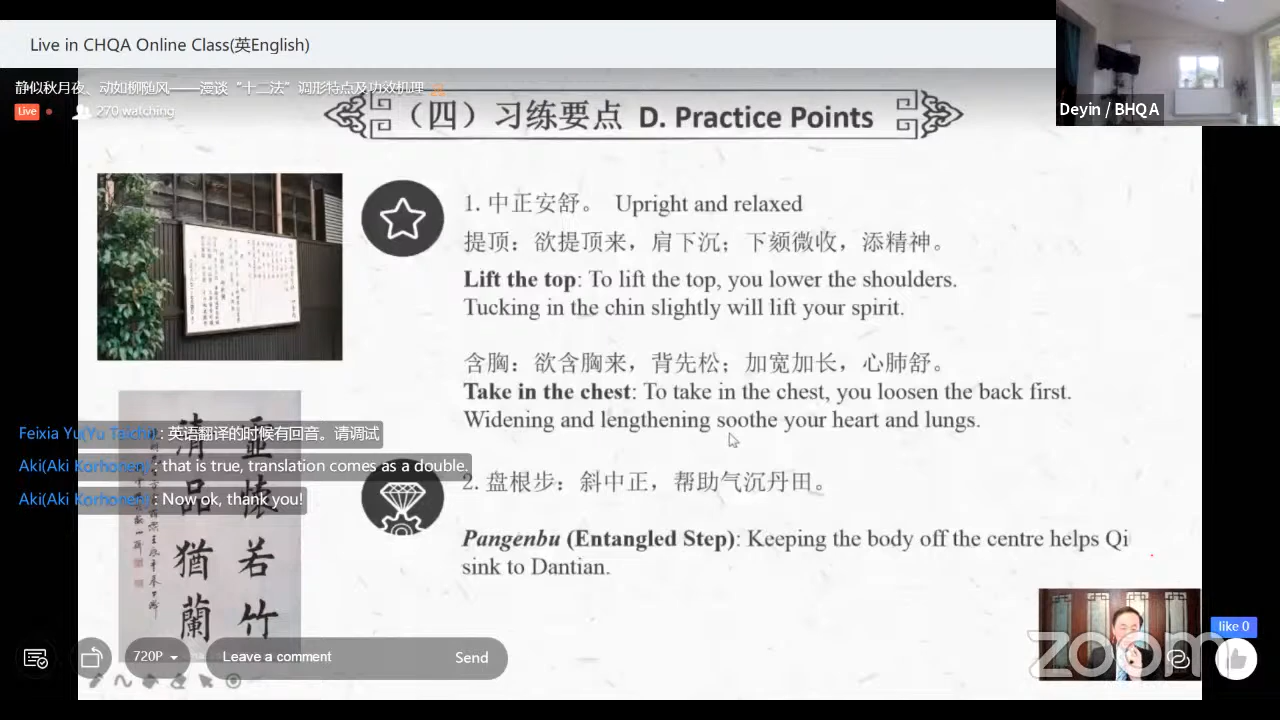 Live in CHQA Online Class(英English)
静似秋月夜、动如柳随风——漫谈“十二法”调形特点及功效机理
Live
270 watching
Deyin / BHQA
（四）习练要点 D. Practice Points
1. 中正安舒。 Upright and relaxed
提顶：欲提顶来，肩下沉；下颏微收，添精神。
Lift the top: To lift the top, you lower the shoulders.
Tucking in the chin slightly will lift your spirit.
含胸：欲含胸来，背先松；加宽加长，心肺舒。
Take in the chest: To take in the chest, you loosen the back first.
Widening and lengthening soothe your heart and lungs.
2. 盘根步：斜中正，帮助气沉丹田。
Pangenbu (Entangled Step): Keeping the body off the centre helps Qi
sink to Dantian.
Feixia Yu(Yu Taichi) : 英语翻译的时候有回音。请调试
Aki(Aki Korhonen) : that is true, translation comes as a double.
Aki(Aki Korhonen) : Now ok, thank you!
虚懷若竹
清品猶蘭
720P
Leave a comment
Send
zoom
like 0